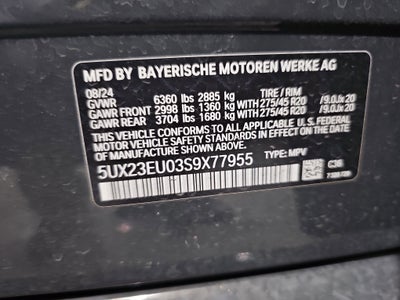 MFD BY BAYERISCHE MOTOREN WERKE AG
08/24 TIRE / RIM
GVWR 6360 lbs 2885 kg
GAWR FRONT 2998 lbs 1360 kg 275/45 R20 /9.0Jx20
GAWR REAR 3704 lbs 1680 kg 275/45 R20 /9.0Jx20
THIS VEHICLE CONFORMS TO ALL APPLICABLE FEDERAL
MOTOR VEHICLE SAFETY STANDARDS IN EFFECT ON THE
DATE OF MANUFACTURE SHOWN ABOVE.
5UX23EU03S9X77955 TYPE: MPV
C36